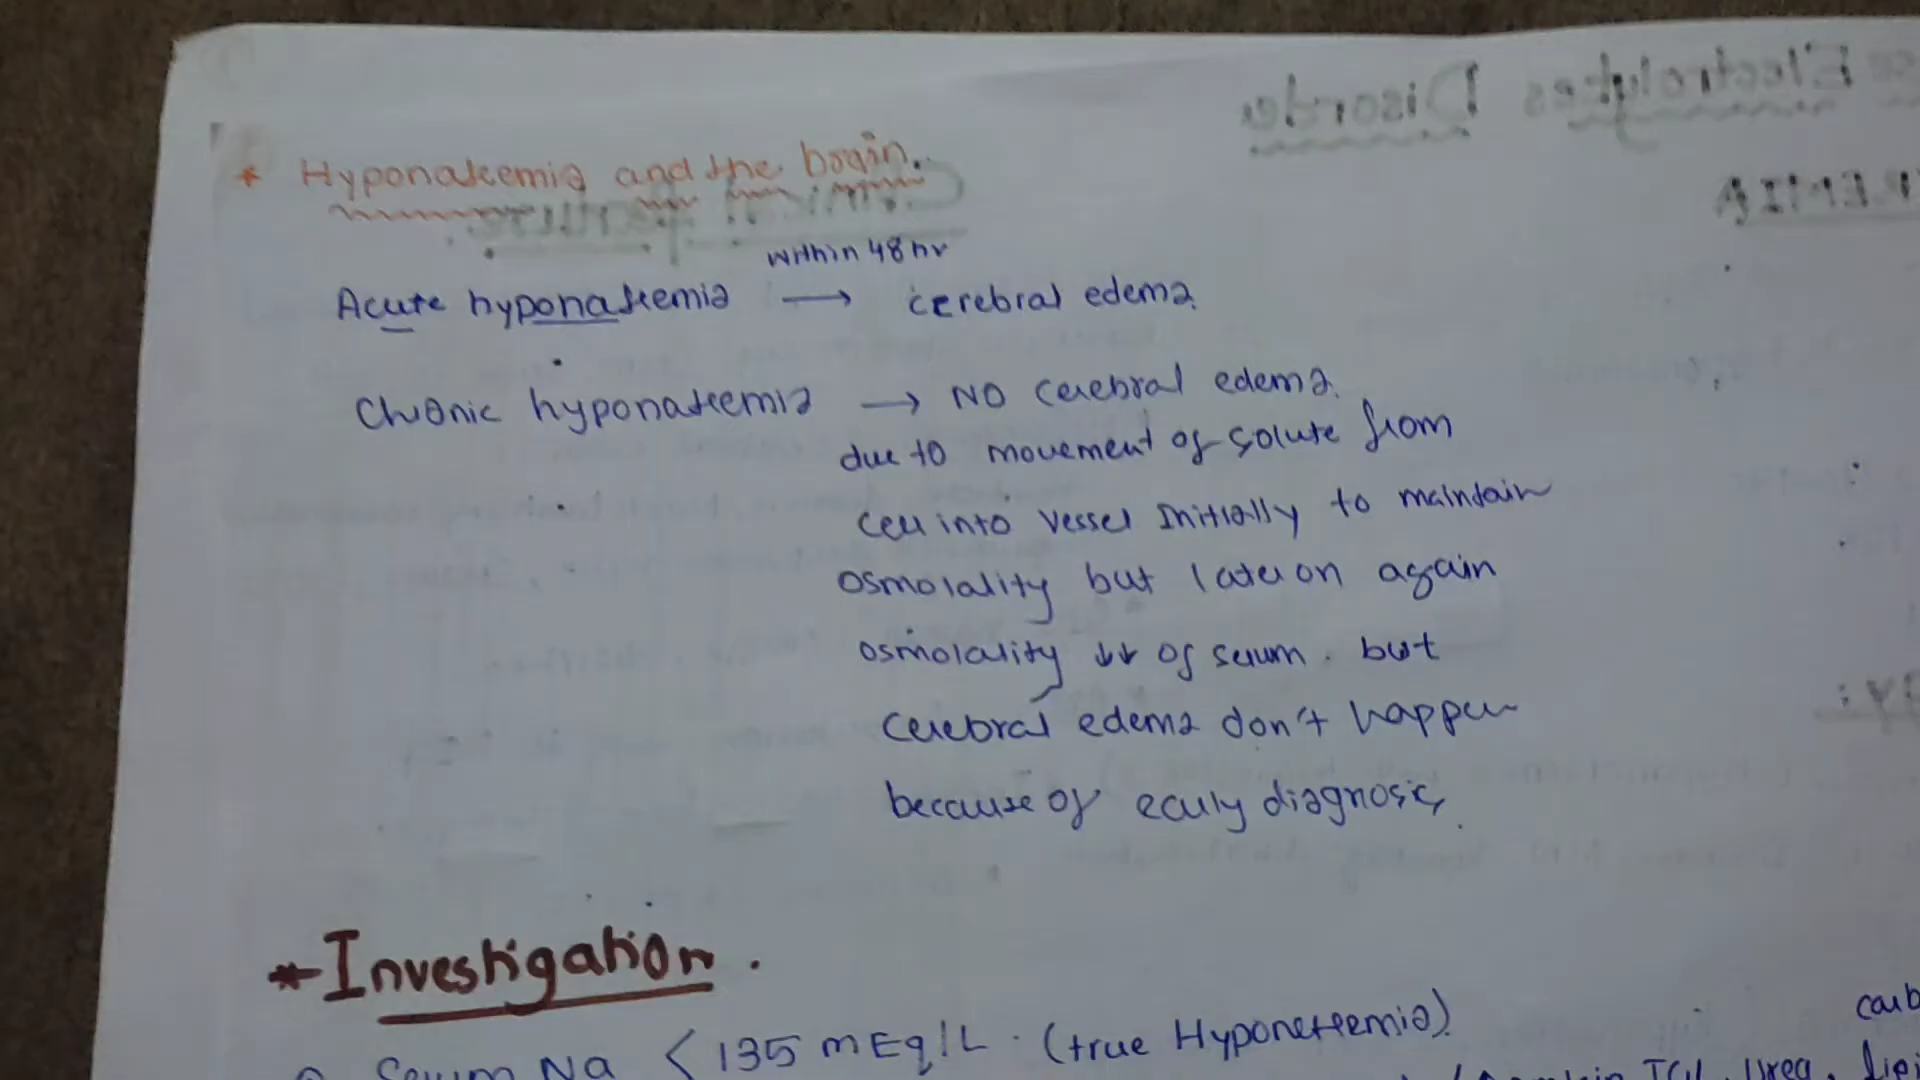 * Hyponatremia and the brain.
within 48 hr
Acute hyponatremia → cerebral edema.
Chronic hyponatremia → NO cerebral edema.
due to movement of solute from
cell into vessel Initially to maintain
osmolality but later on again
osmolality ↓↓ of serum. but
cerebral edema don't happen
because of early diagnosis.
* Investigation.
Serum Na < 135 mEq/L. (true Hyponatremia)
carb
Urea,